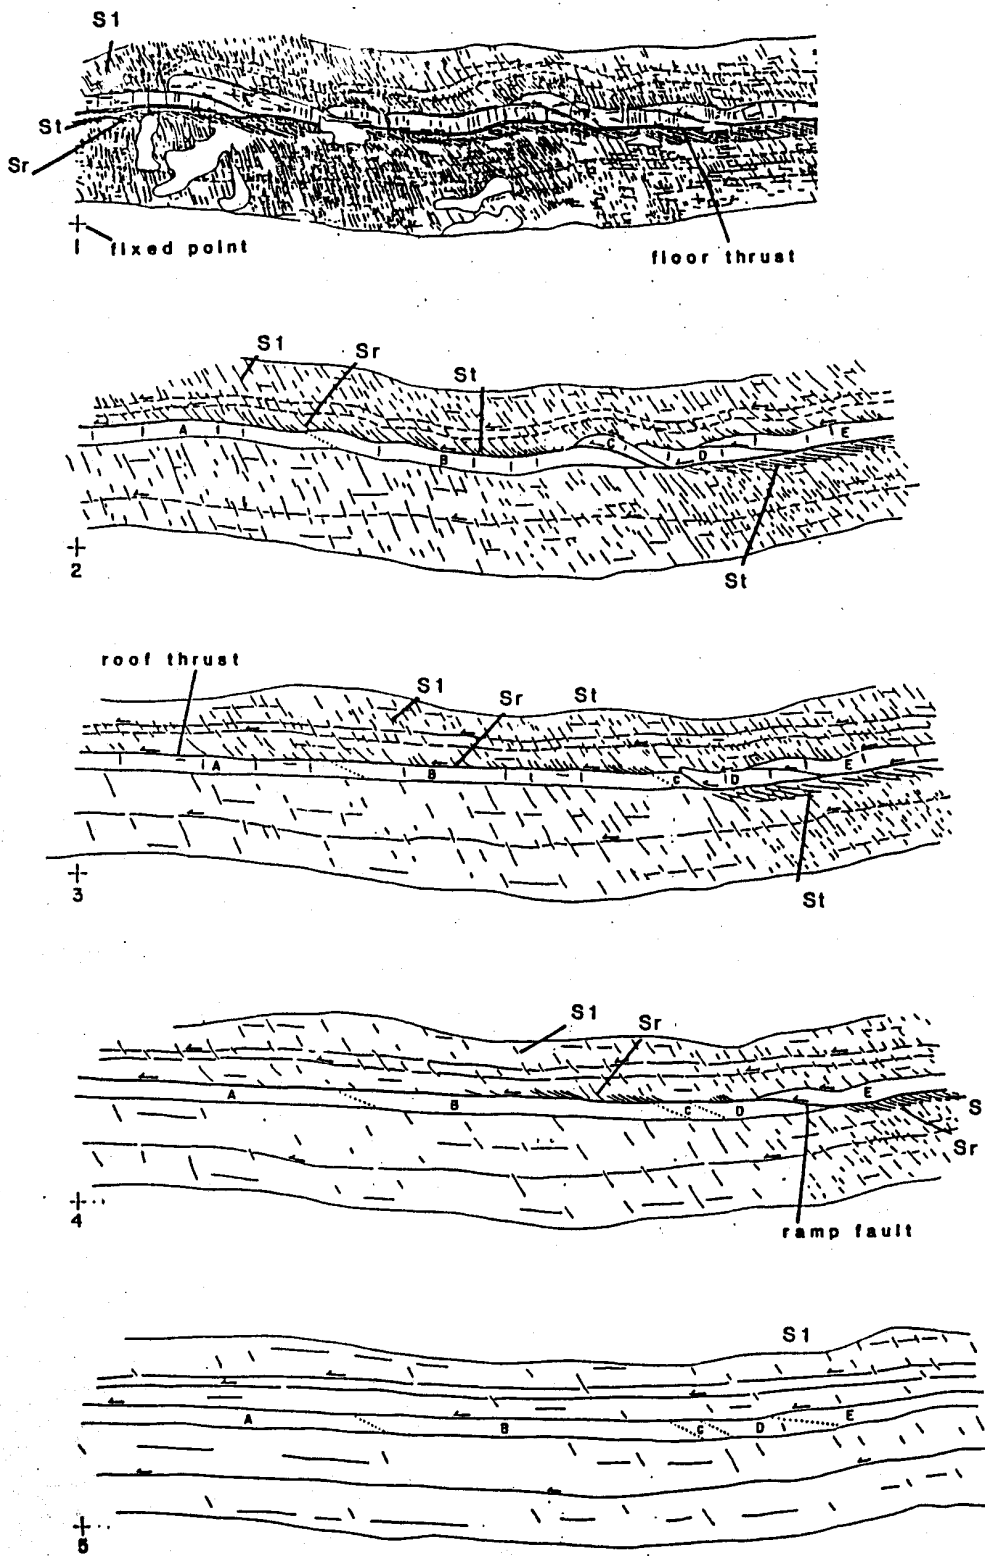 S1
St
Sr
1
fixed point
floor thrust
S1
Sr
St
A
B
C
D
E
2
St
roof thrust
S1
Sr
St
A
B
C
D
E
3
St
S1
Sr
A
B
C
D
E
S
Sr
4
ramp fault
S1
A
B
C
D
E
5